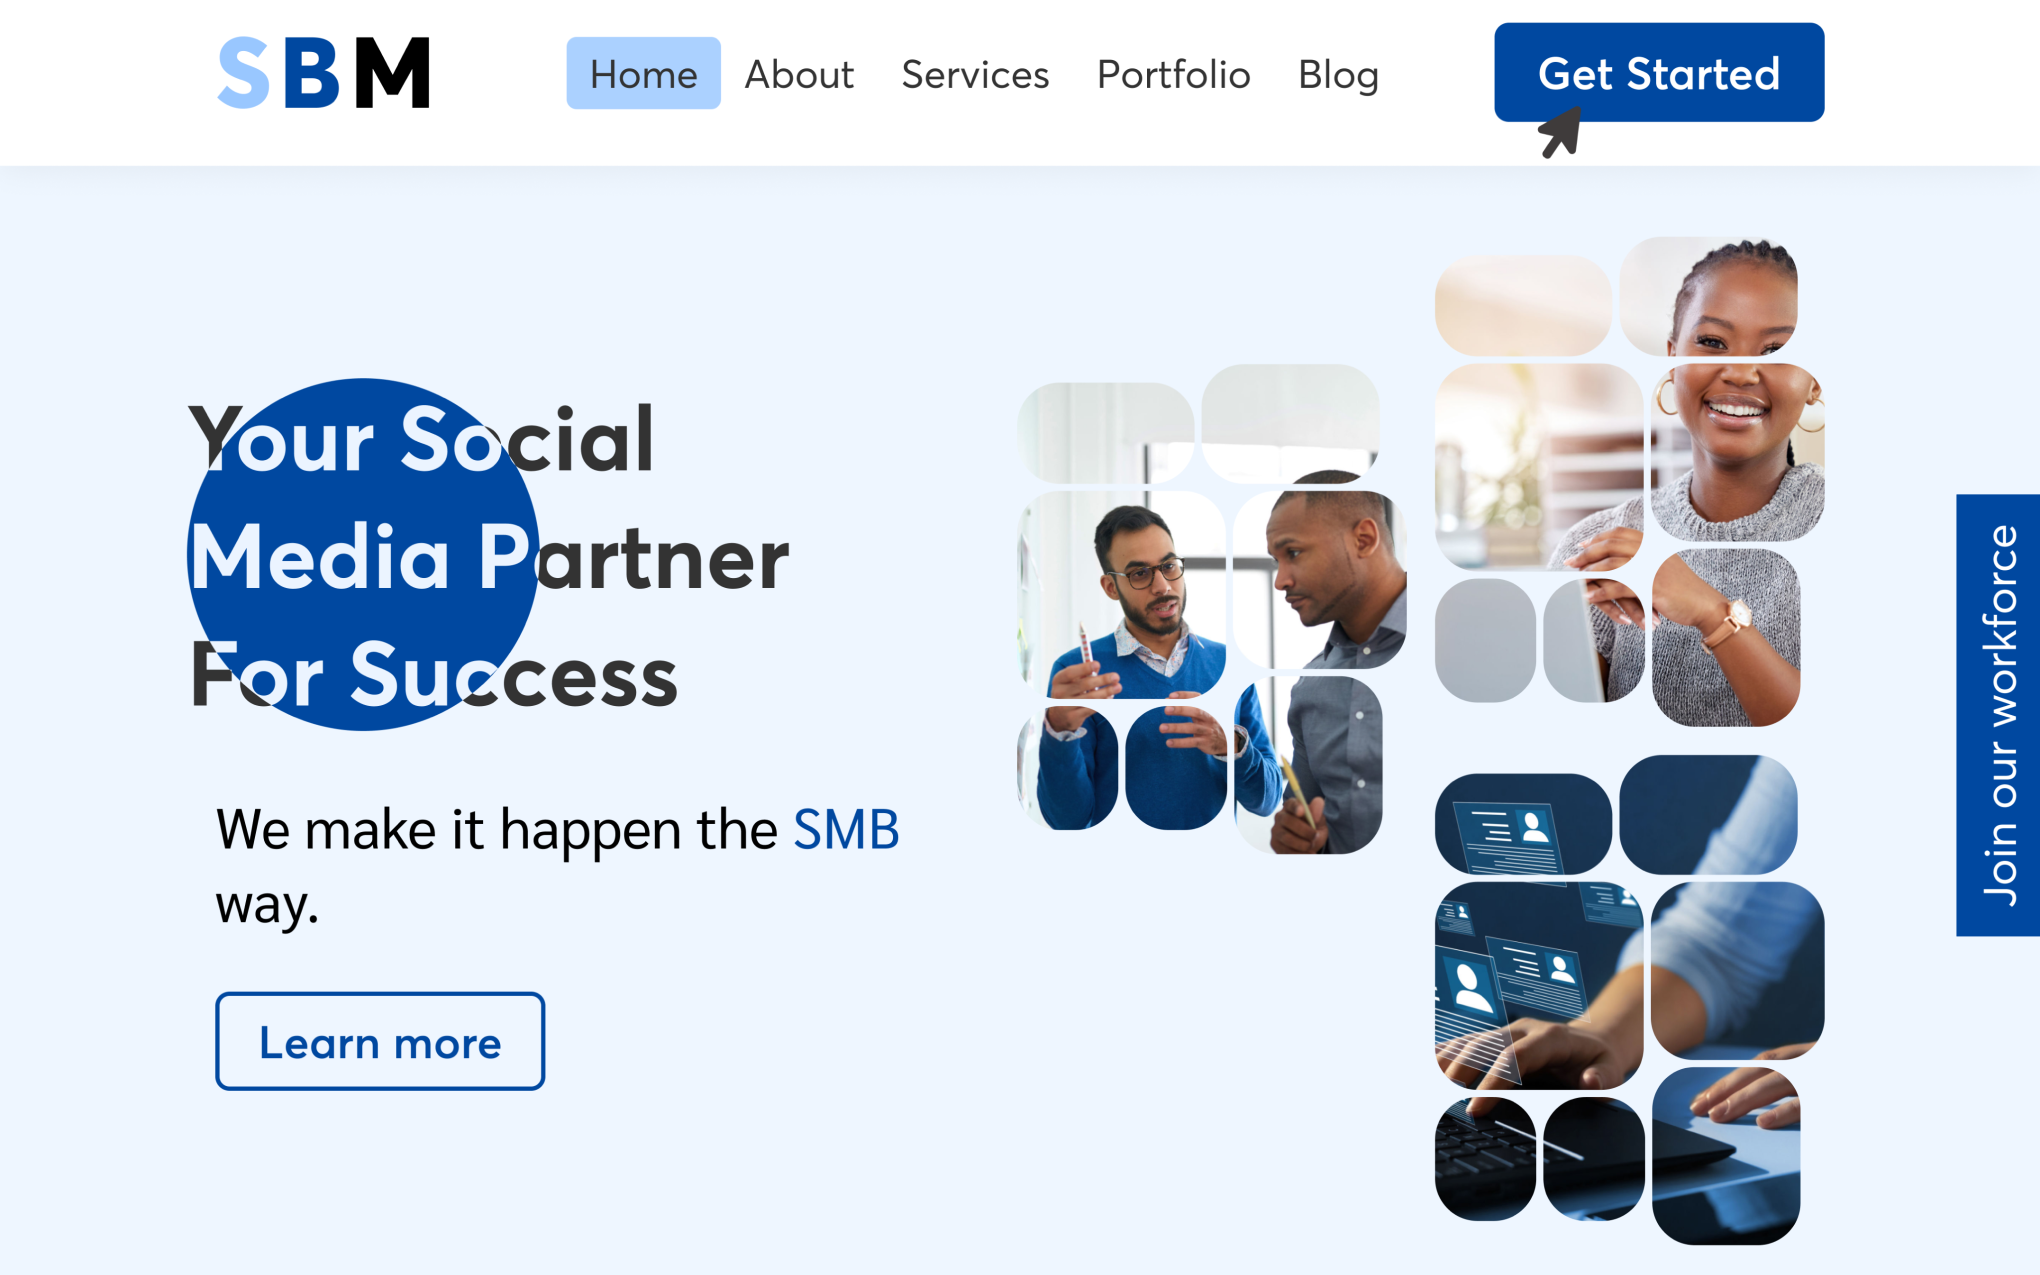 SBM
Home About Services Portfolio Blog
Get Started
Your Social
Media Partner
For Success
We make it happen the SMB
way.
Learn more
Join our workforce